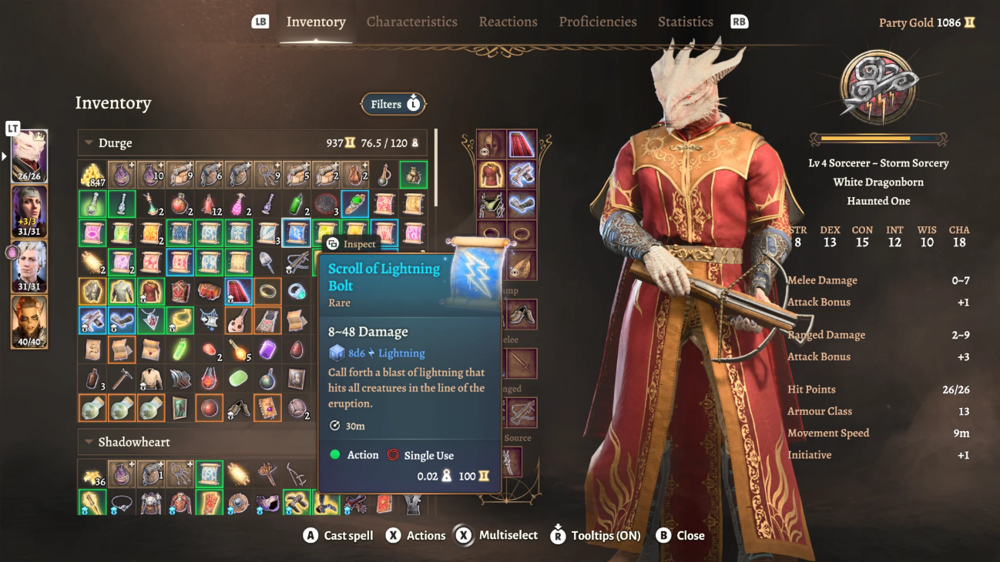 LB Inventory Characteristics Reactions Proficiencies Statistics RB
Party Gold 1086
Inventory
Filters L
LT
Durge 937 76.5 / 120
26/26
+3/3
31/31
31/31
40/40
847 10 9 6 9 5 2 2
2 2 12 2 2 3
2 3
2 2
Inspect
Scroll of Lightning
Bolt
Rare
8~48 Damage
8d6 Lightning
Call forth a blast of lightning that
hits all creatures in the line of the
eruption.
30m
Action Single Use
0.02 100
2 5
3
2
amp
elee
nged
Source
Shadowheart
36 1
Lv 4 Sorcerer ~ Storm Sorcery
White Dragonborn
Haunted One
STR DEX CON INT WIS CHA
8 13 15 12 10 18
Melee Damage 0~7
Attack Bonus +1
Ranged Damage 2~9
Attack Bonus +3
Hit Points 26/26
Armour Class 13
Movement Speed 9m
Initiative +1
A Cast spell X Actions X Multiselect R Tooltips (ON) B Close